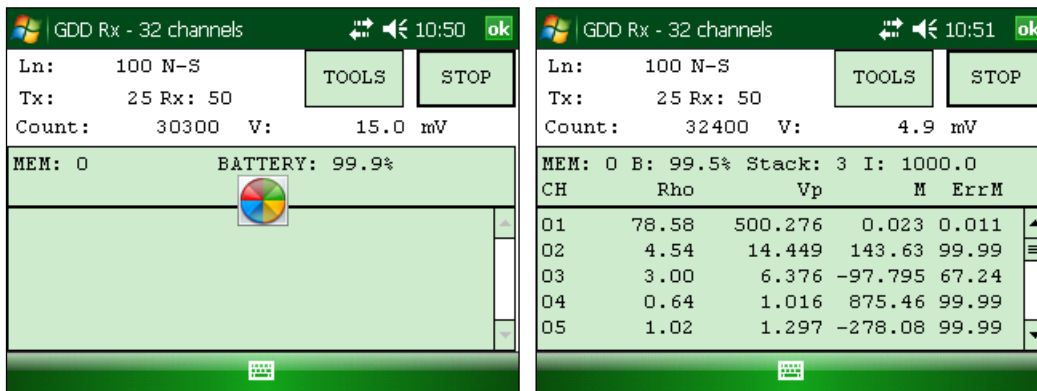 GDD Rx - 32 channels 10:50 ok
Ln: 100 N-S TOOLS STOP
Tx: 25 Rx: 50
Count: 30300 V: 15.0 mV
MEM: 0 BATTERY: 99.9%
GDD Rx - 32 channels 10:51 ok
Ln: 100 N-S TOOLS STOP
Tx: 25 Rx: 50
Count: 32400 V: 4.9 mV
MEM: 0 B: 99.5% Stack: 3 I: 1000.0
CH Rho Vp M ErrM
01 78.58 500.276 0.023 0.011
02 4.54 14.449 143.63 99.99
03 3.00 6.376 -97.795 67.24
04 0.64 1.016 875.46 99.99
05 1.02 1.297 -278.08 99.99